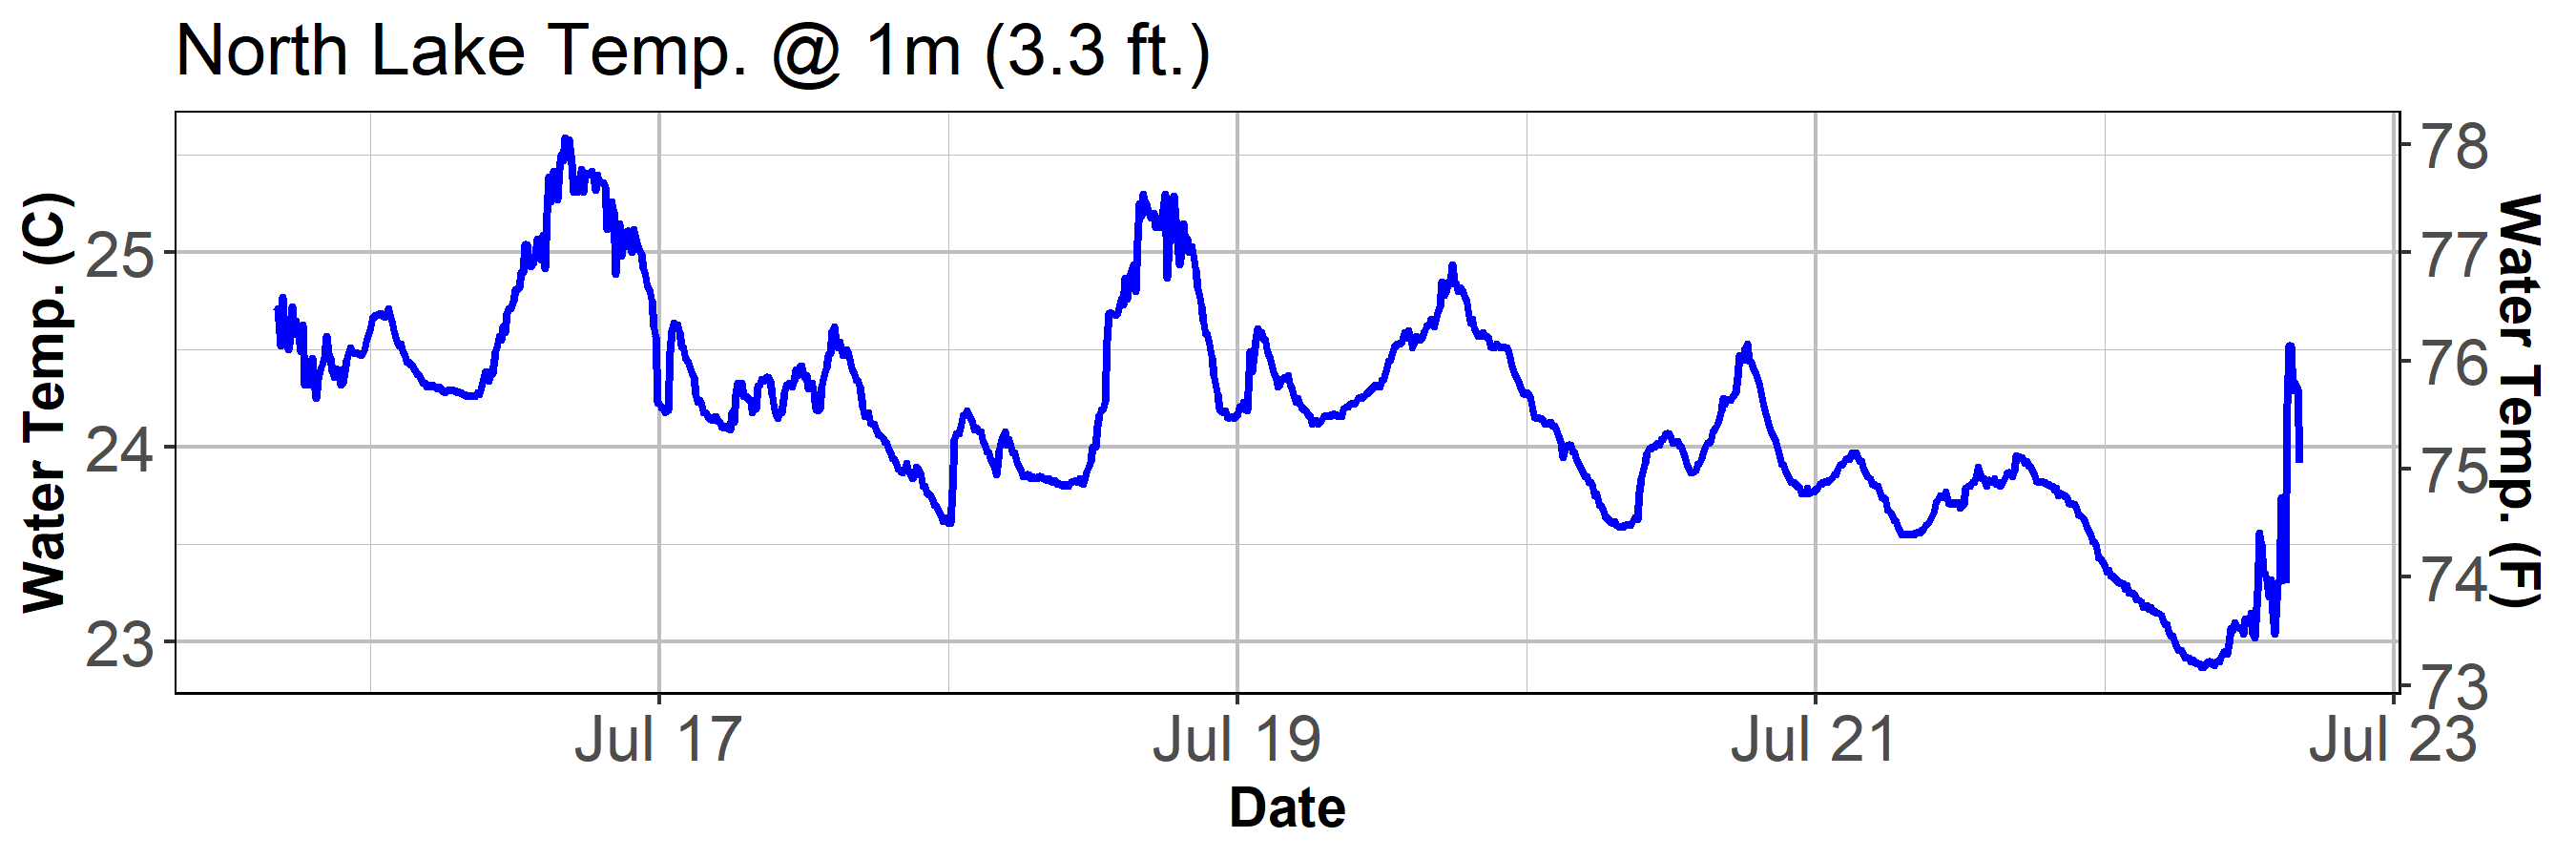 North Lake Temp. @ 1m (3.3 ft.)
Water Temp. (C)
25
24
23
78
77
76
75
74
73
Water Temp. (F)
Jul 17 Jul 19 Jul 21 Jul 23
Date